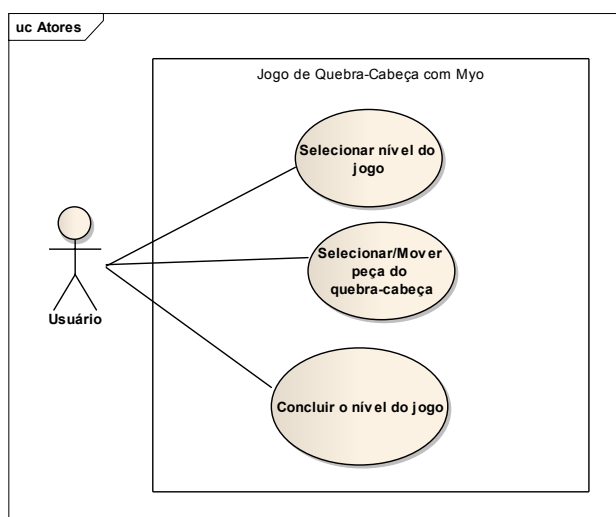 uc Atores
Jogo de Quebra-Cabeça com Myo
Selecionar nível do
jogo
Selecionar/Mover
peça do
quebra-cabeça
Usuário
Concluir o nível do jogo